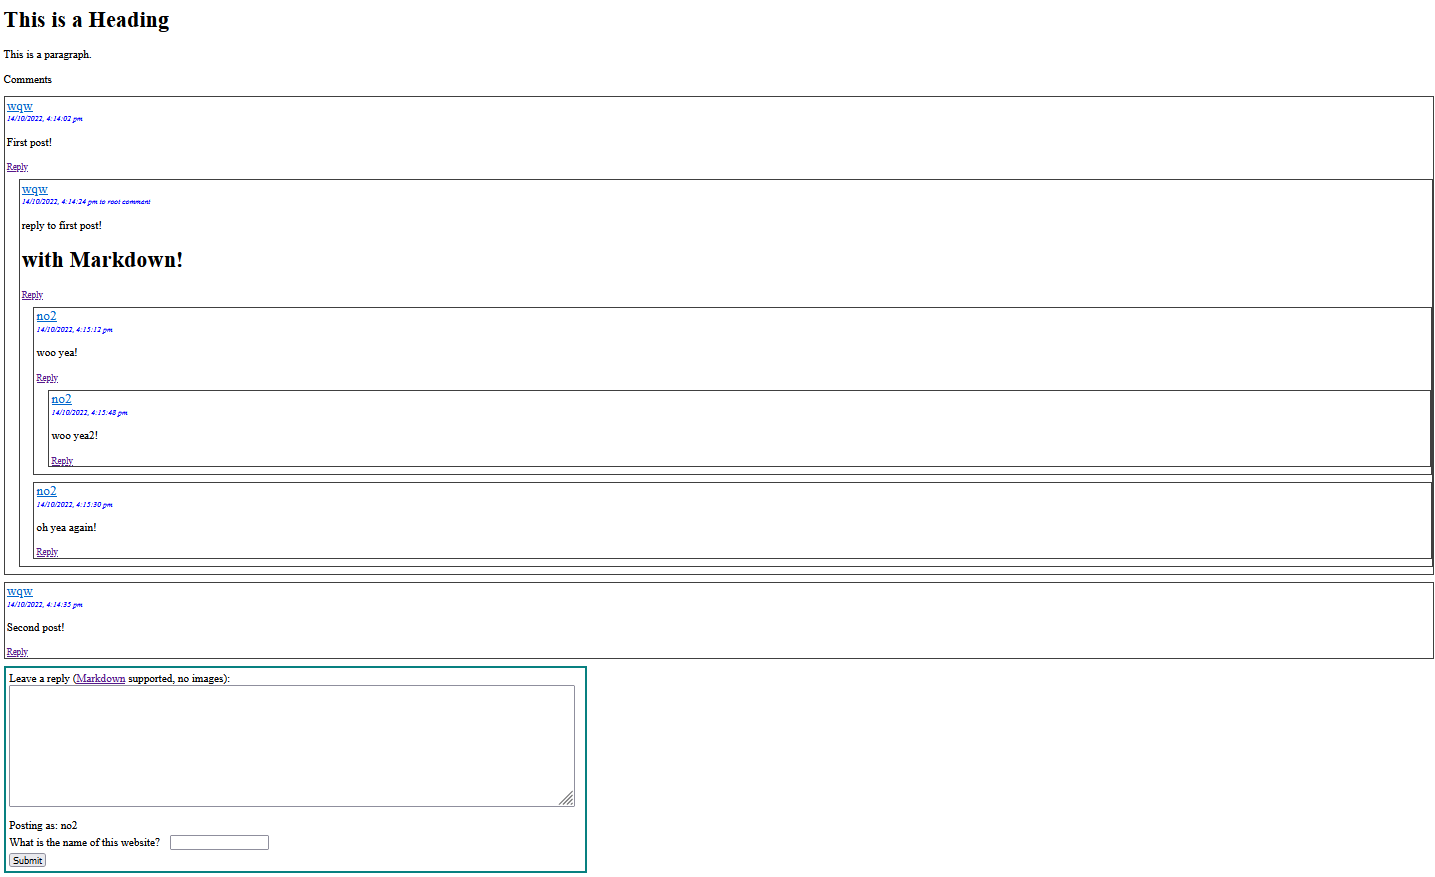 This is a Heading
This is a paragraph.
Comments
wqw
14/10/2022, 4:14:02 pm
First post!
Reply
wqw
14/10/2022, 4:14:24 pm to root comment
reply to first post!
with Markdown!
Reply
no2
14/10/2022, 4:15:12 pm
woo yea!
Reply
no2
14/10/2022, 4:15:48 pm
woo yea2!
Reply
no2
14/10/2022, 4:15:30 pm
oh yea again!
Reply
wqw
14/10/2022, 4:14:35 pm
Second post!
Reply
Leave a reply (Markdown supported, no images):
Posting as: no2
What is the name of this website?
Submit